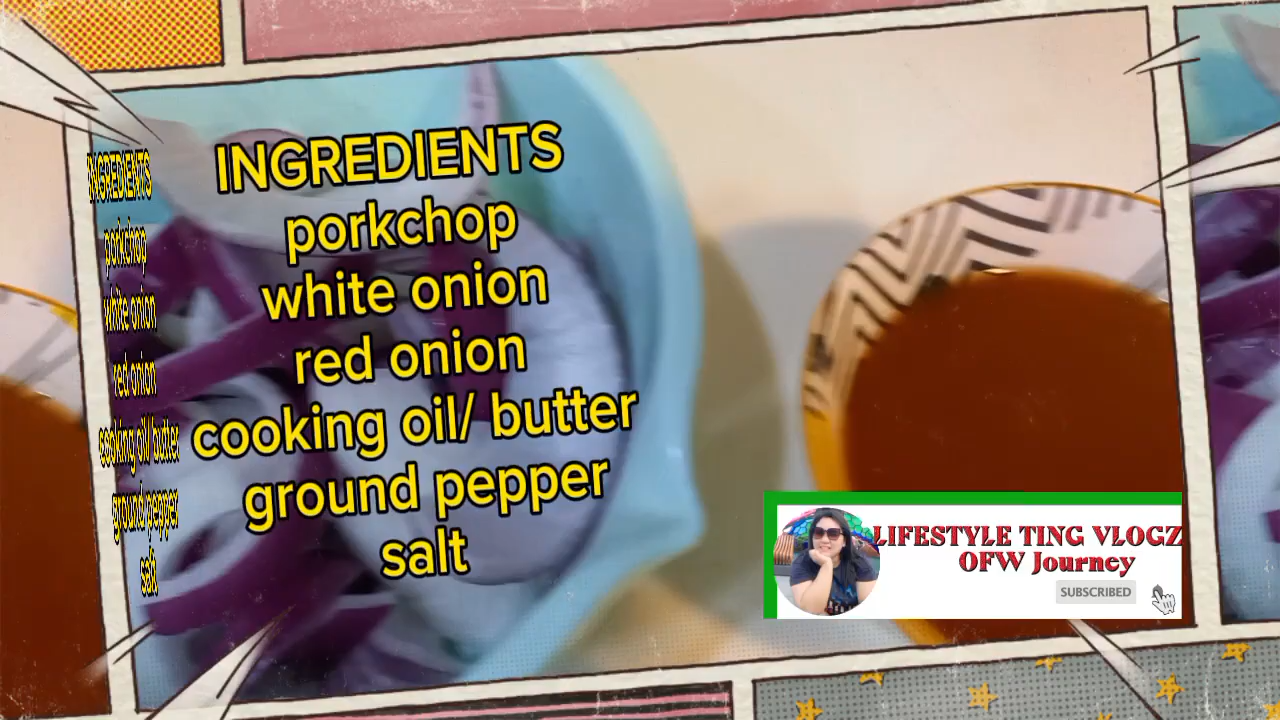 INGREDIENTS
porkchop
white onion
red onion
cooking oil/ butter
ground pepper
salt
INGREDIENTS
porkchop
white onion
red onion
cooking oil/ butter
ground pepper
salt
LIFESTYLE TING VLOGZ
OFW Journey
SUBSCRIBED